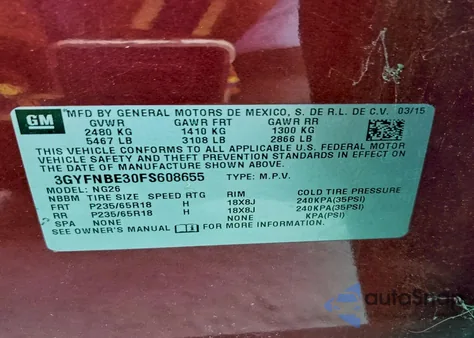 GM
MFD BY GENERAL MOTORS DE MEXICO, S. DE R.L. DE C.V. 03/15
GVWR GAWR FRT GAWR RR
2480 KG 1410 KG 1300 KG
5467 LB 3108 LB 2866 LB
THIS VEHICLE CONFORMS TO ALL APPLICABLE U.S. FEDERAL MOTOR
VEHICLE SAFETY AND THEFT PREVENTION STANDARDS IN EFFECT ON
THE DATE OF MANUFACTURE SHOWN ABOVE.
3GYFNBE30FS608655 TYPE: M.P.V.
MODEL: NG26
NBBM TIRE SIZE SPEED RTG RIM COLD TIRE PRESSURE
FRT P235/65R18 H 18X8J 240KPA(35PSI)
RR P235/65R18 H 18X8J 240KPA(35PSI)
SPA NONE NONE KPA(PSI)
SEE OWNER'S MANUAL FOR MORE INFORMATION